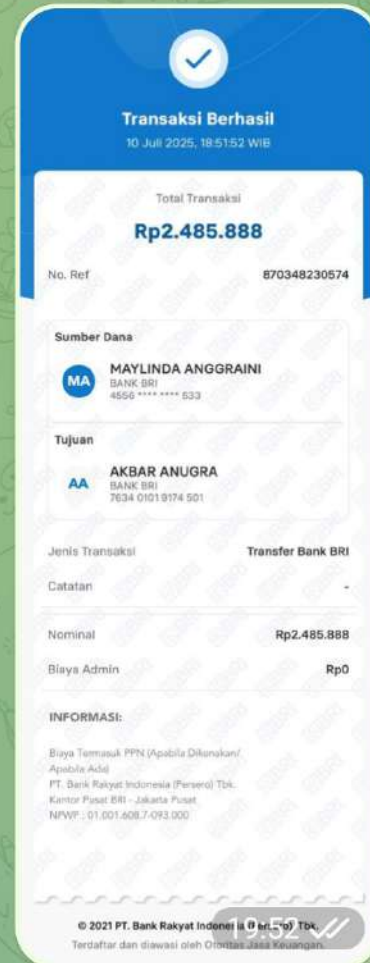 Transaksi Berhasil
10 Juli 2025, 18:51:52 WIB
Total Transaksi
Rp2.485.888
No. Ref 870348230574
Sumber Dana
MA
MAYLINDA ANGGRAINI
BANK BRI
4556 **** **** 533
Tujuan
AA
AKBAR ANUGRA
BANK BRI
7634 0101 9174 501
Jenis Transaksi Transfer Bank BRI
Catatan -
Nominal Rp2.485.888
Biaya Admin Rp0
INFORMASI:
Biaya Termasuk PPN (Apabila Dikenakan/
Apabila Ada)
PT. Bank Rakyat Indonesia (Persero) Tbk.
Kantor Pusat BRI - Jakarta Pusat
NPWP : 01.001.608.7-093.000
© 2021 PT. Bank Rakyat Indonesia (Persero) Tbk.
Terdaftar dan diawasi oleh Otoritas Jasa Keuangan.
19:52